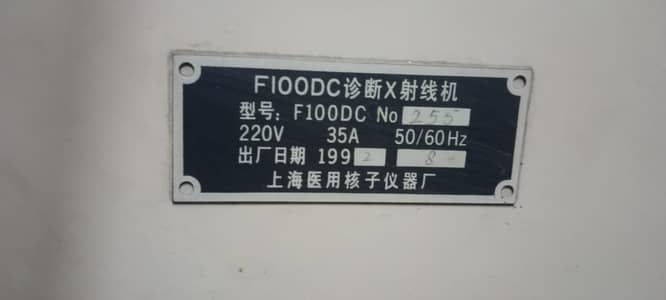 F100DC诊断X射线机
型号: F100DC No 255
220V 35A 50/60Hz
出厂日期 1992 8
上海医用核子仪器厂